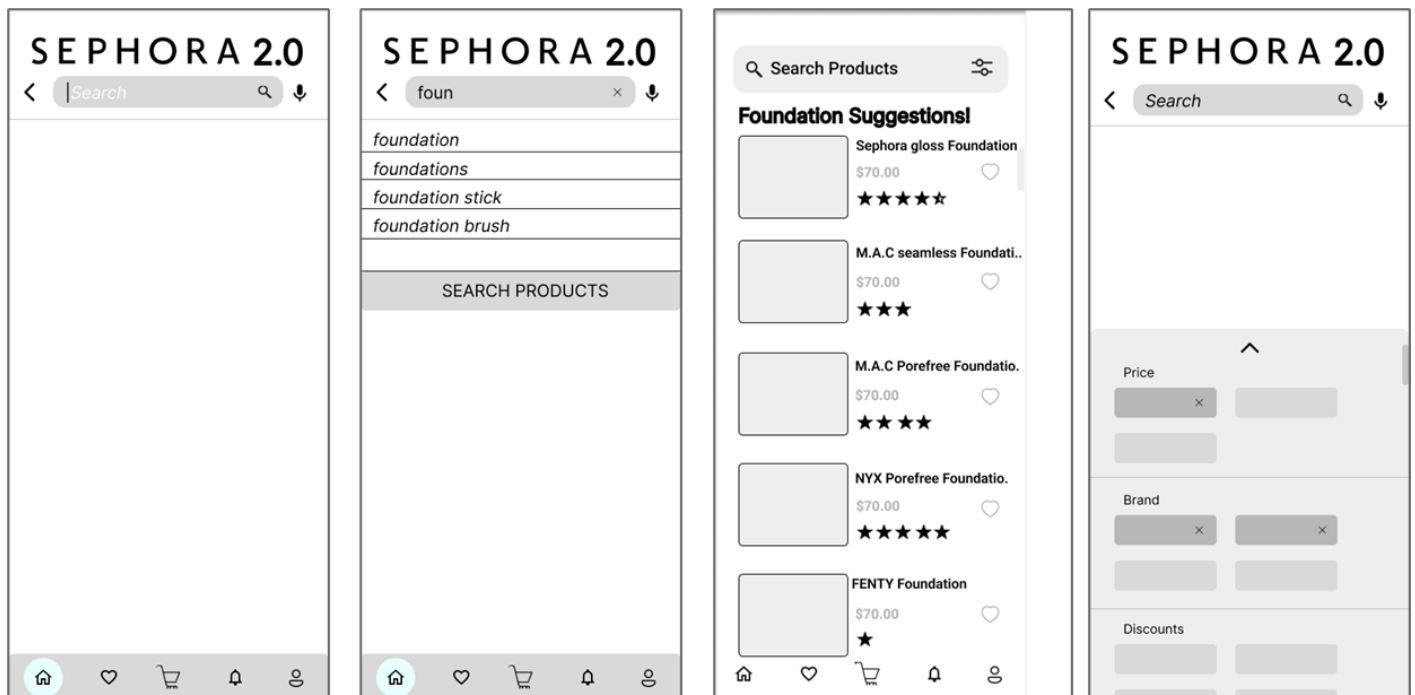 SEPHORA 2.0
Search
SEPHORA 2.0
foun
foundation
foundations
foundation stick
foundation brush
SEARCH PRODUCTS
Search Products
Foundation Suggestions!
Sephora gloss Foundation
$70.00
M.A.C seamless Foundati..
$70.00
M.A.C Porefree Foundatio.
$70.00
NYX Porefree Foundatio.
$70.00
FENTY Foundation
$70.00
SEPHORA 2.0
Search
Price
Brand
Discounts